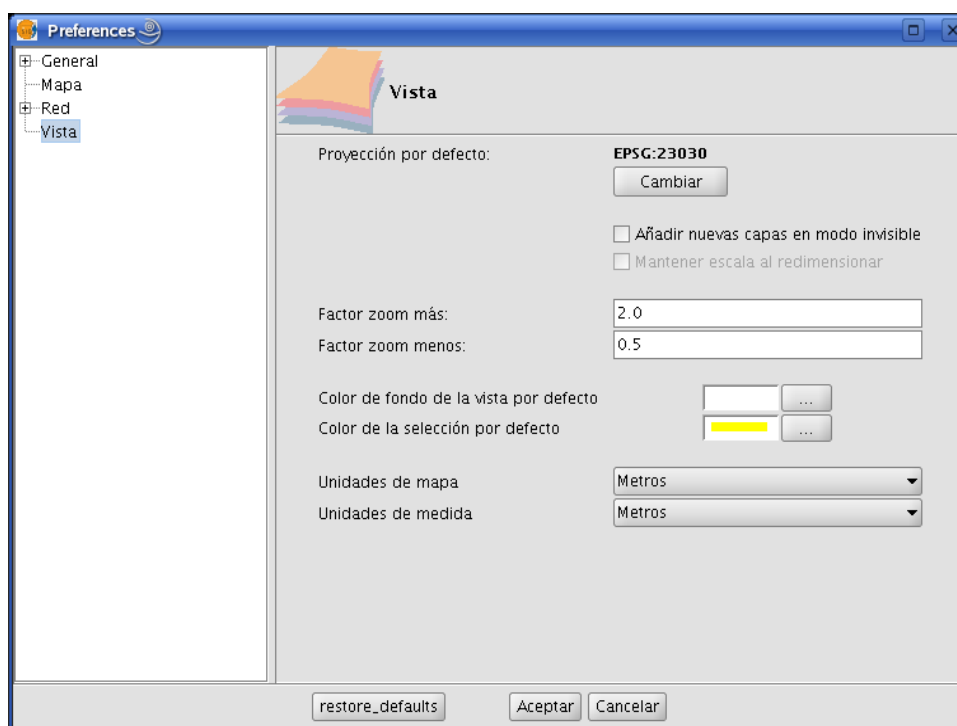 Preferences
General
Mapa
Red
Vista
Vista
Proyección por defecto:
EPSG:23030
Cambiar
Añadir nuevas capas en modo invisible
Mantener escala al redimensionar
Factor zoom más:
2.0
Factor zoom menos:
0.5
Color de fondo de la vista por defecto
...
Color de la selección por defecto
...
Unidades de mapa
Metros
Unidades de medida
Metros
restore_defaults
Aceptar
Cancelar